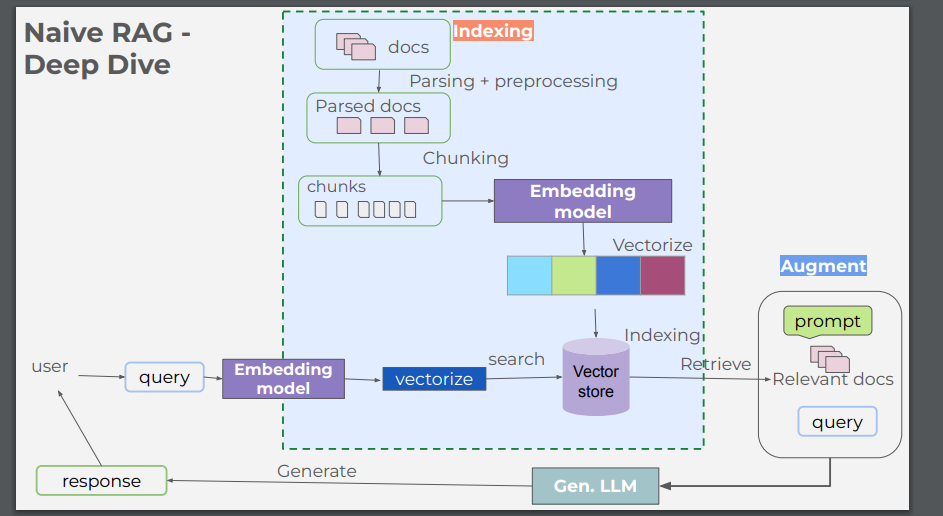 Naive RAG -
Deep Dive
Indexing
docs
Parsing + preprocessing
Parsed docs
Chunking
chunks
Embedding
model
Vectorize
Augment
prompt
Indexing
user
query
Embedding
model
vectorize
search
Vector
store
Retrieve
Relevant docs
query
response
Generate
Gen. LLM